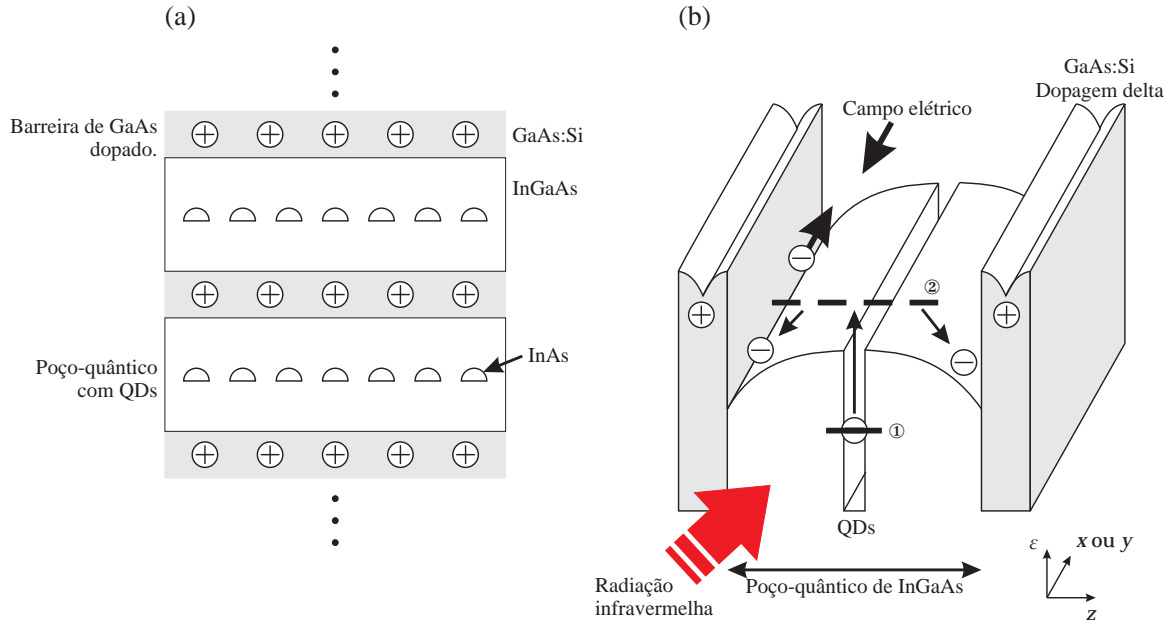 (a)
Barreira de GaAs
dopado.
GaAs:Si
InGaAs
InAs
Poço-quântico
com QDs
(b)
GaAs:Si
Dopagem delta
Campo elétrico
②
①
QDs
Poço-quântico de InGaAs
Radiação
infravermelha
ε
x ou y
z